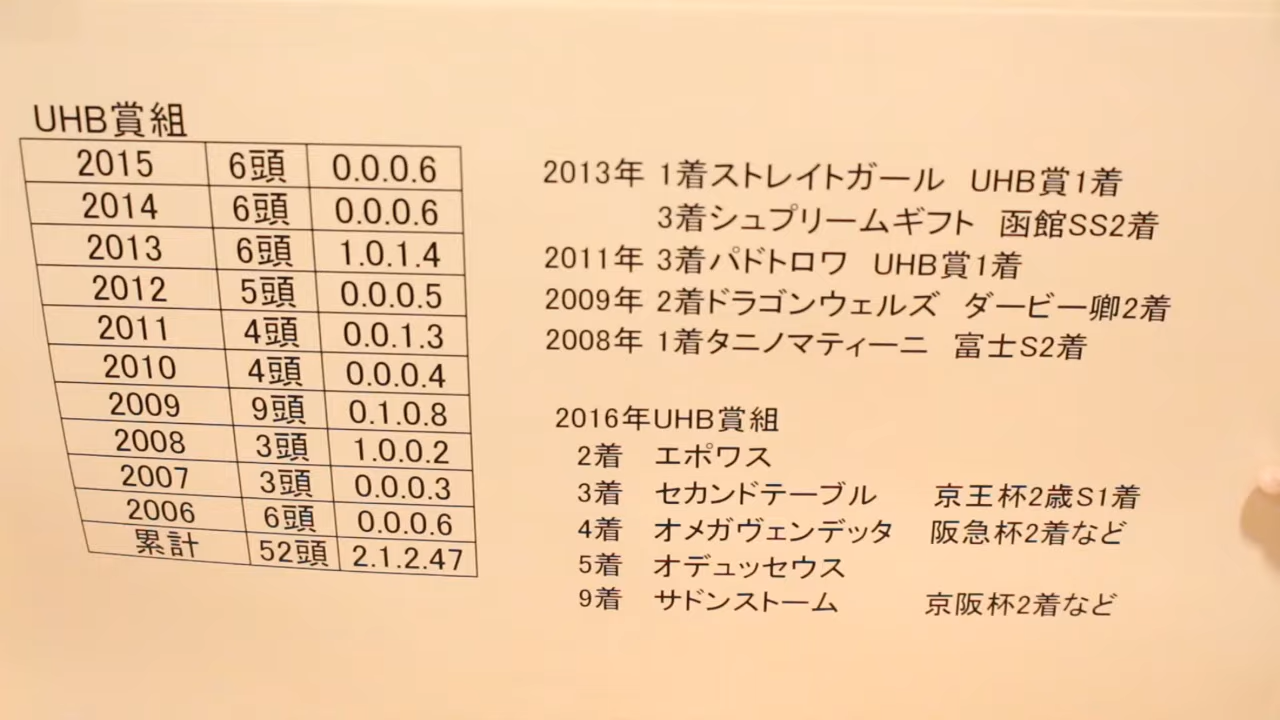 UHB賞組
2015 6頭 0.0.0.6
2014 6頭 0.0.0.6
2013 6頭 1.0.1.4
2012 5頭 0.0.0.5
2011 4頭 0.0.1.3
2010 4頭 0.0.0.4
2009 9頭 0.1.0.8
2008 3頭 1.0.0.2
2007 3頭 0.0.0.3
2006 6頭 0.0.0.6
累計 52頭 2.1.2.47
2013年 1着ストレイトガール UHB賞1着
3着シュプリームギフト 函館SS2着
2011年 3着パドトロワ UHB賞1着
2009年 2着ドラゴンウェルズ ダービー卿2着
2008年 1着タニノマティーニ 富士S2着
2016年UHB賞組
2着 エポワス
3着 セカンドテーブル 京王杯2歳S1着
4着 オメガヴェンデッタ 阪急杯2着など
5着 オデュッセウス
9着 サドンストーム 京阪杯2着など